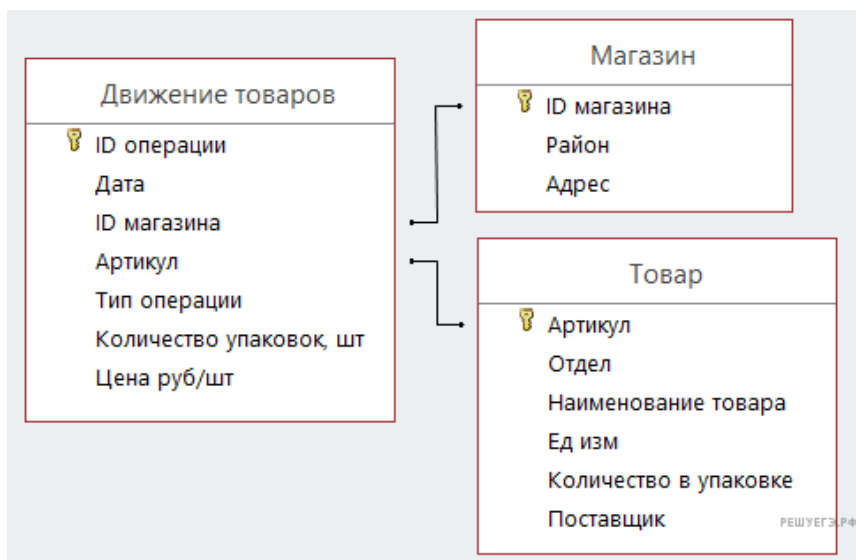 Движение товаров
ID операции
Дата
ID магазина
Артикул
Тип операции
Количество упаковок, шт
Цена руб/шт
Магазин
ID магазина
Район
Адрес
Товар
Артикул
Отдел
Наименование товара
Ед изм
Количество в упаковке
Поставщик
РЕШУЕГЭ.РФ